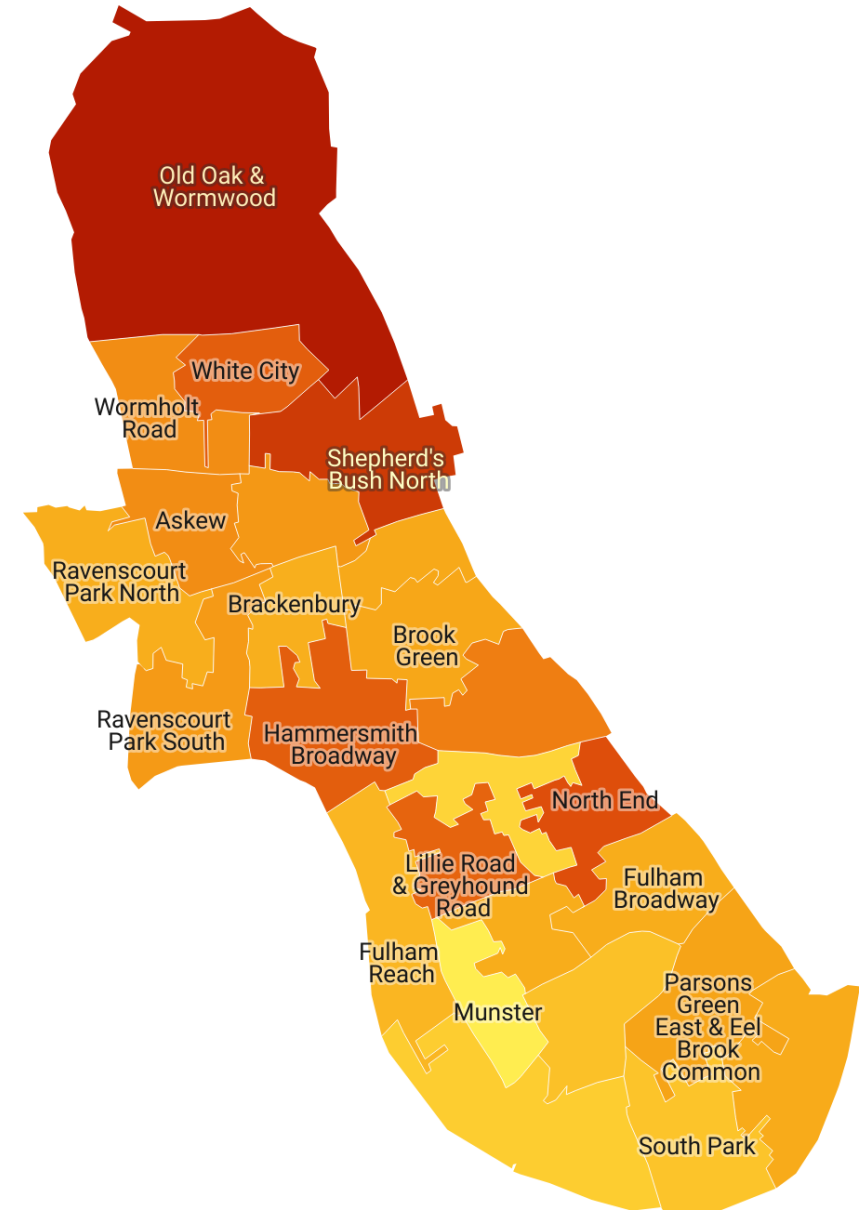 Old Oak &
Wormwood
White City
Wormholt
Road
Shepherd's
Bush North
Askew
Ravenscourt
Park North
Brackenbury
Brook
Green
Ravenscourt
Park South
Hammersmith
Broadway
North End
Lillie Road
& Greyhound
Road
Fulham
Broadway
Fulham
Reach
Parsons
Green
East & Eel
Brook
Common
Munster
South Park